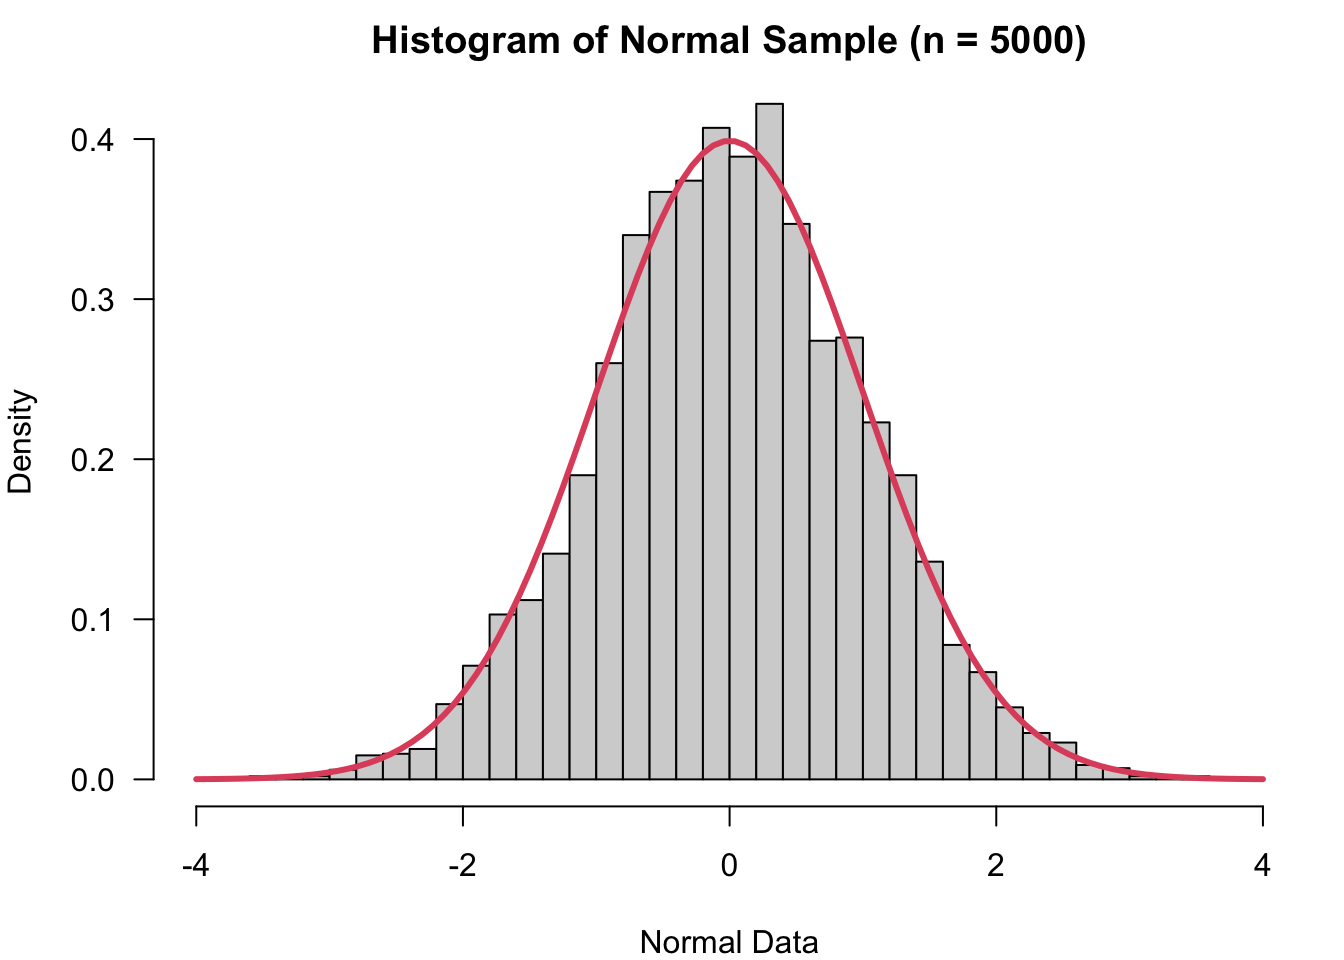 Histogram of Normal Sample (n = 5000)
0.4
0.3
0.2
0.1
0.0
Density
-4 -2 0 2 4
Normal Data